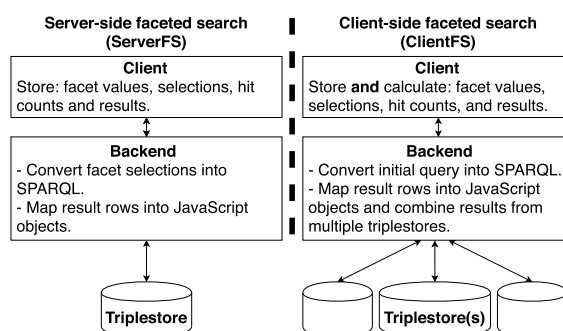 Server-side faceted search
(ServerFS)
Client
Store: facet values, selections, hit
counts and results.
Backend
- Convert facet selections into
SPARQL.
- Map result rows into JavaScript
objects.
Triplestore
Client-side faceted search
(ClientFS)
Client
Store and calculate: facet values,
selections, hit counts, and results.
Backend
- Convert initial query into SPARQL.
- Map result rows into JavaScript
objects and combine results from
multiple triplestores.
Triplestore(s)